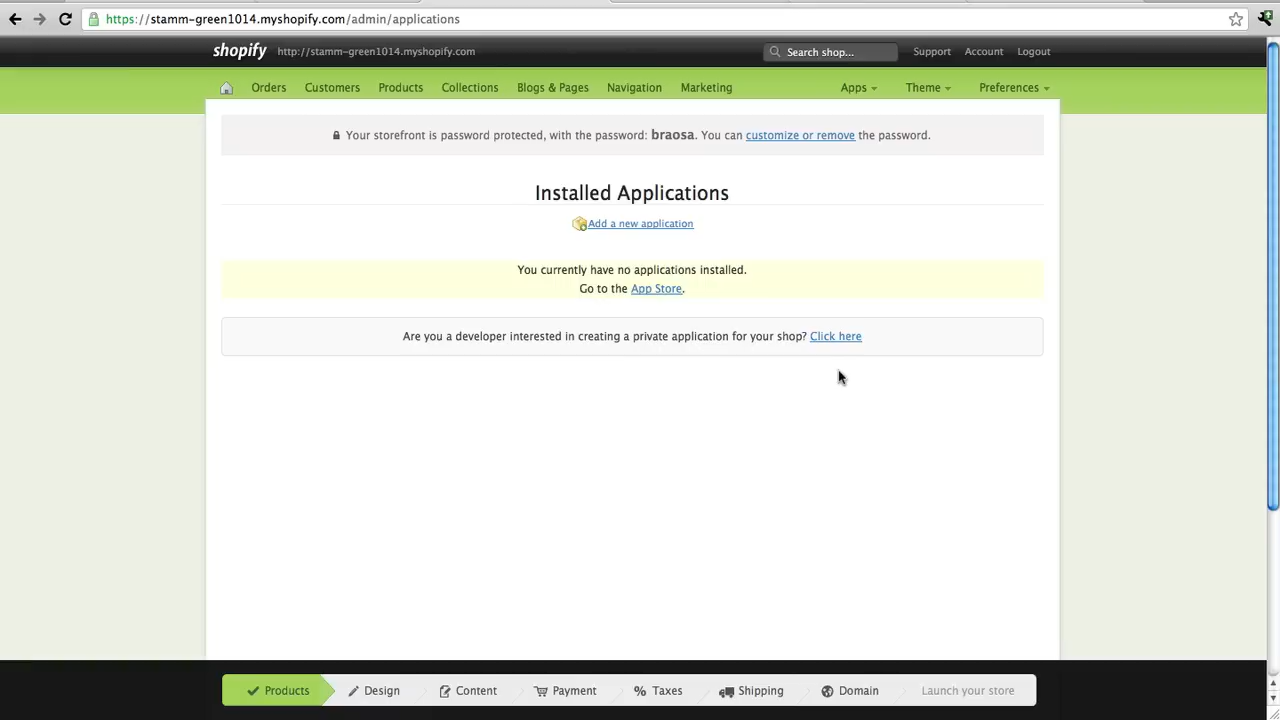 https://stamm-green1014.myshopify.com/admin/applications
shopify http://stamm-green1014.myshopify.com Search shop... Support Account Logout
Orders Customers Products Collections Blogs & Pages Navigation Marketing Apps Theme Preferences
Your storefront is password protected, with the password: braosa. You can customize or remove the password.
Installed Applications
Add a new application
You currently have no applications installed.
Go to the App Store.
Are you a developer interested in creating a private application for your shop? Click here
Products Design Content Payment Taxes Shipping Domain Launch your store